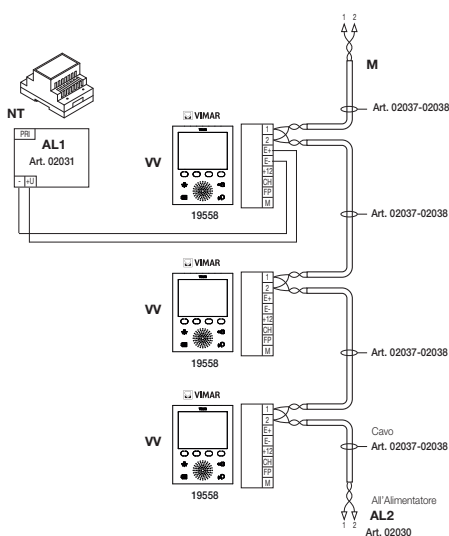 1 2
M
NT
Art. 02037-02038
PRI
AL1
Art. 02031
- +U
VIMAR
VV
19558
1
2
E+
E-
+12
CH
FP
M
Art. 02037-02038
VIMAR
VV
19558
1
2
E+
E-
+12
CH
FP
M
Art. 02037-02038
VIMAR
VV
19558
1
2
E+
E-
+12
CH
FP
M
Cavo
Art. 02037-02038
All'Alimentatore
1 2
AL2
Art. 02030